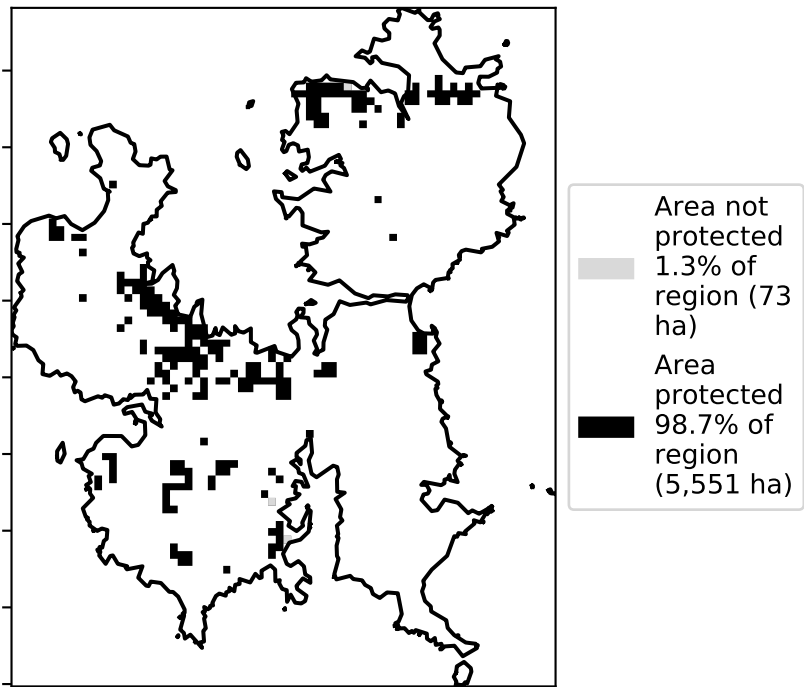 Area not
protected
1.3% of
region (73
ha)
Area
protected
98.7% of
region
(5,551 ha)